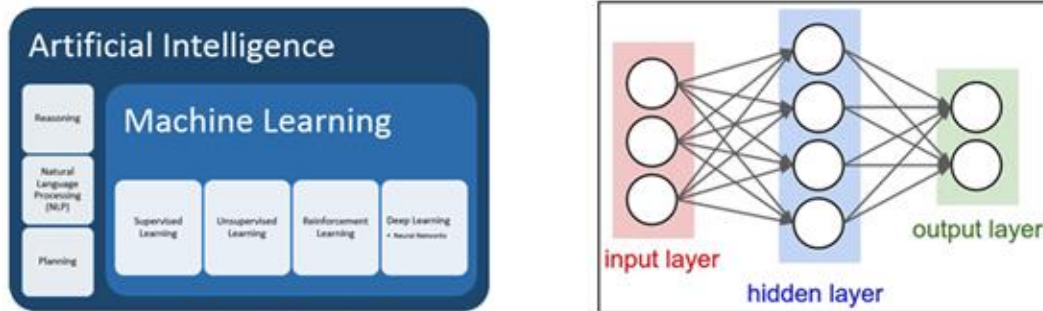 Artificial Intelligence
Reasoning
Natural
Language
Processing
(NLP)
Planning
Machine Learning
Supervised
Learning
Unsupervised
Learning
Reinforcement
Learning
Deep Learning
• Neural Networks
input layer
hidden layer
output layer